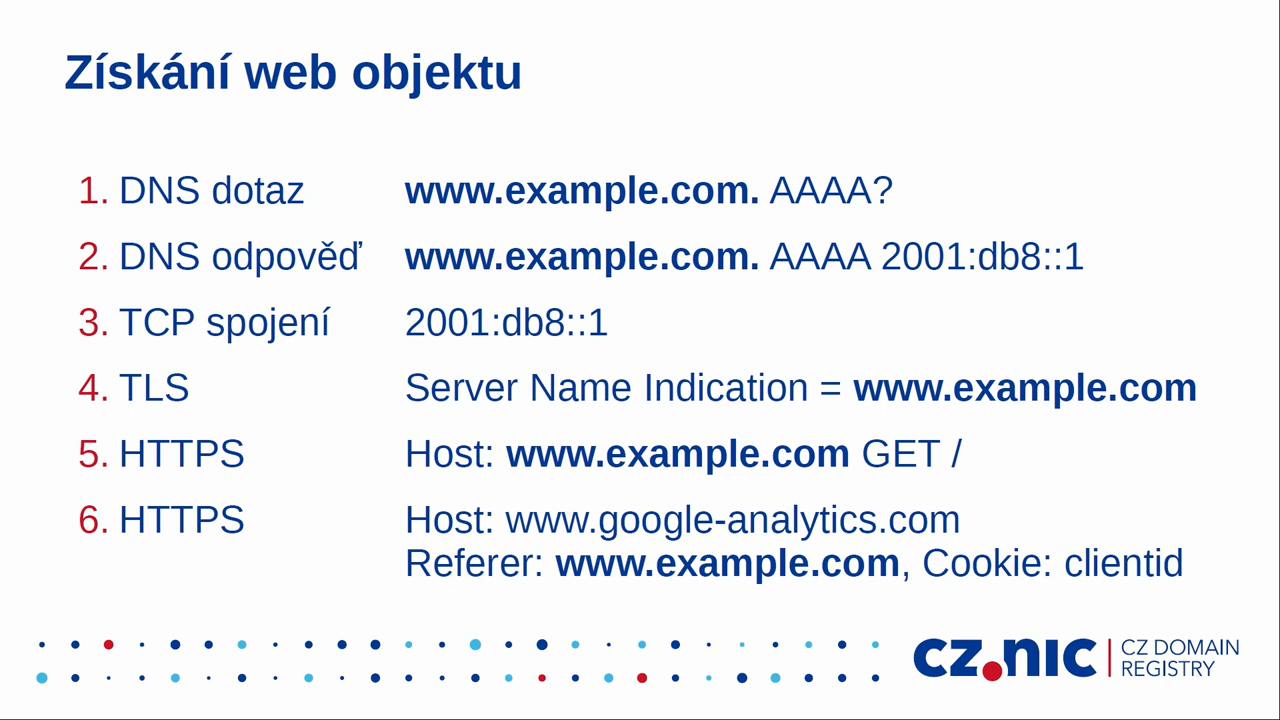 Získání web objektu
1. DNS dotaz www.example.com. AAAA?
2. DNS odpověď www.example.com. AAAA 2001:db8::1
3. TCP spojení 2001:db8::1
4. TLS Server Name Indication = www.example.com
5. HTTPS Host: www.example.com GET /
6. HTTPS Host: www.google-analytics.com
Referer: www.example.com, Cookie: clientid
CZ.NIC CZ DOMAIN
REGISTRY